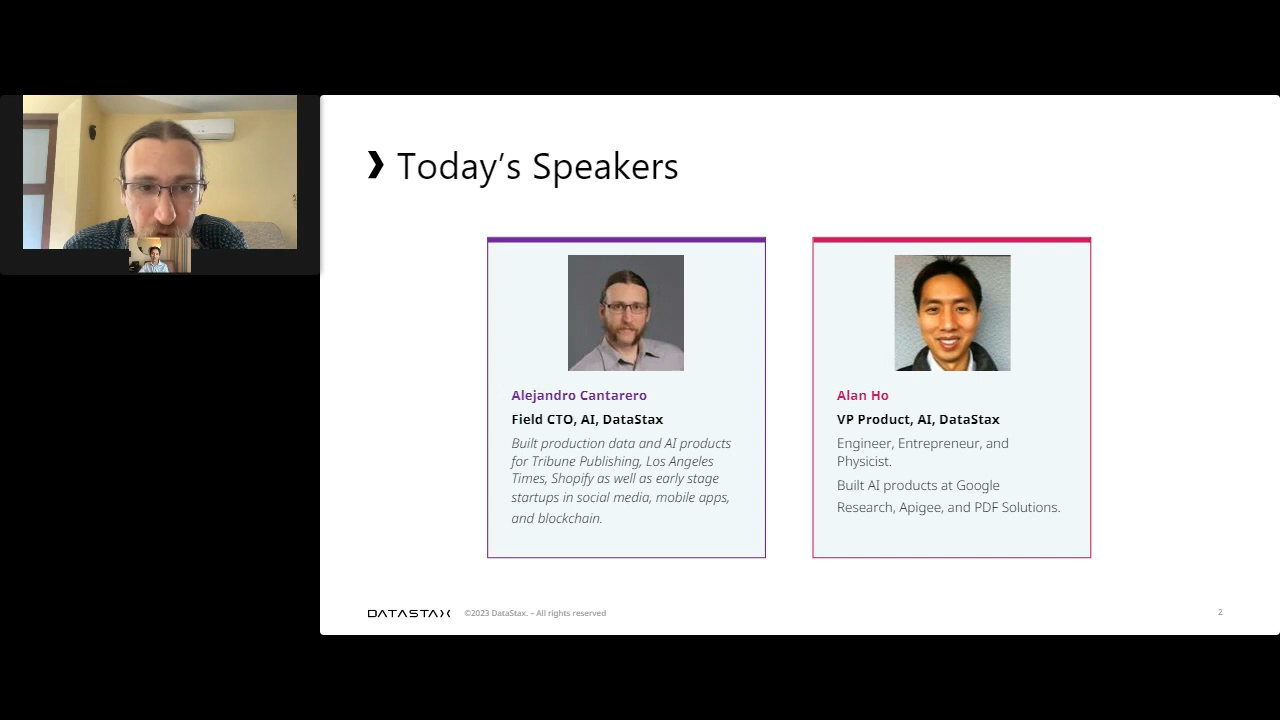 Today's Speakers
Alejandro Cantarero
Field CTO, AI, DataStax
Built production data and AI products
for Tribune Publishing, Los Angeles
Times, Shopify as well as early stage
startups in social media, mobile apps,
and blockchain.
Alan Ho
VP Product, AI, DataStax
Engineer, Entrepreneur, and
Physicist.
Built AI products at Google
Research, Apigee, and PDF Solutions.
DATASTAX ©2023 DataStax. – All rights reserved 2